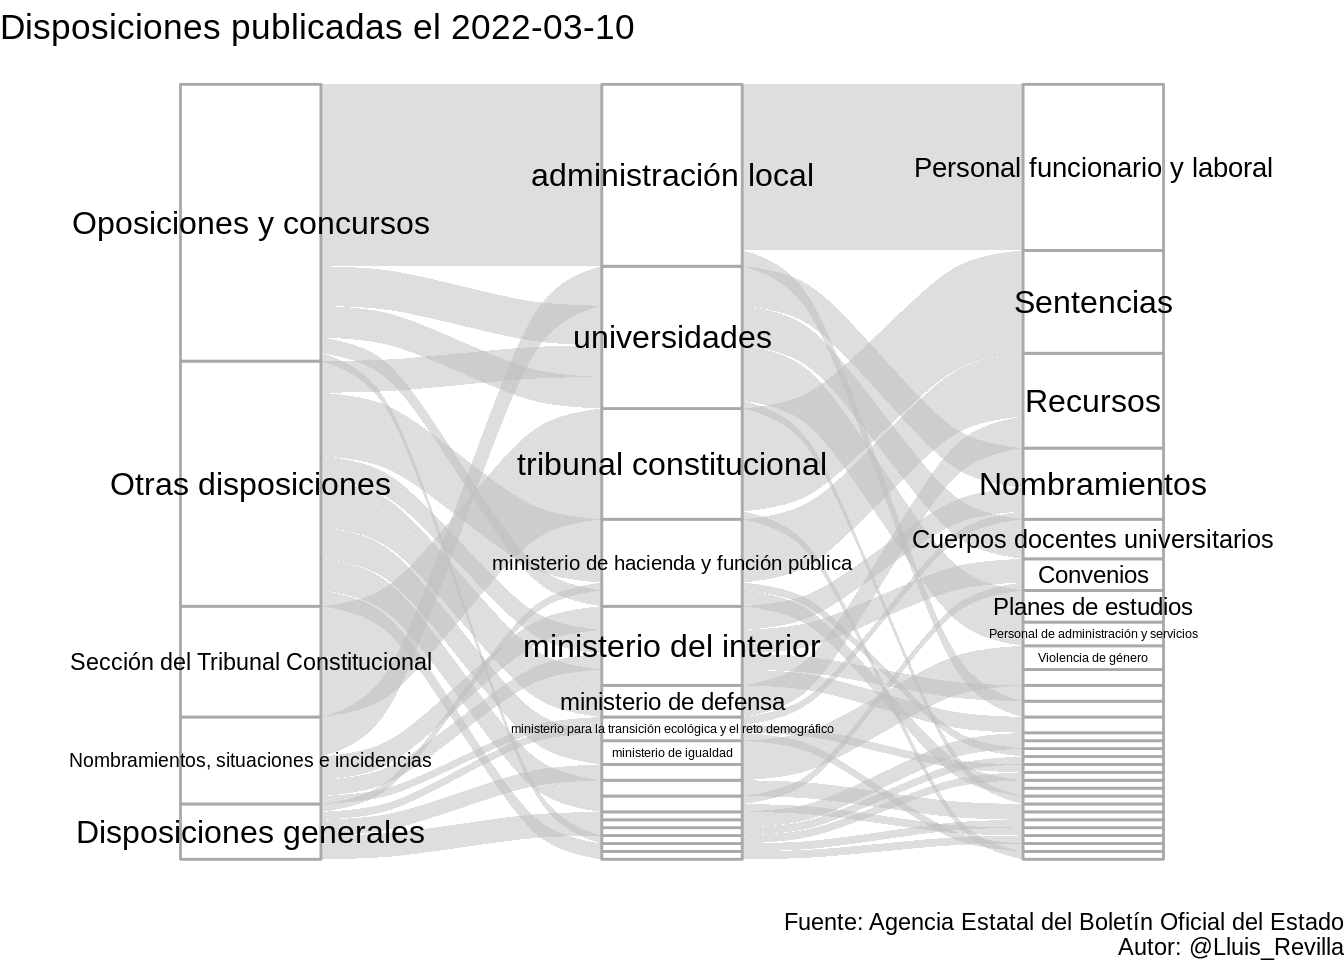 Disposiciones publicadas el 2022-03-10
Oposiciones y concursos
Otras disposiciones
Sección del Tribunal Constitucional
Nombramientos, situaciones e incidencias
Disposiciones generales
administración local
universidades
tribunal constitucional
ministerio de hacienda y función pública
ministerio del interior
ministerio de defensa
ministerio para la transición ecológica y el reto demográfico
ministerio de igualdad
Personal funcionario y laboral
Sentencias
Recursos
Nombramientos
Cuerpos docentes universitarios
Convenios
Planes de estudios
Personal de administración y servicios
Violencia de género
Fuente: Agencia Estatal del Boletín Oficial del Estado
Autor: @Lluis_Revilla